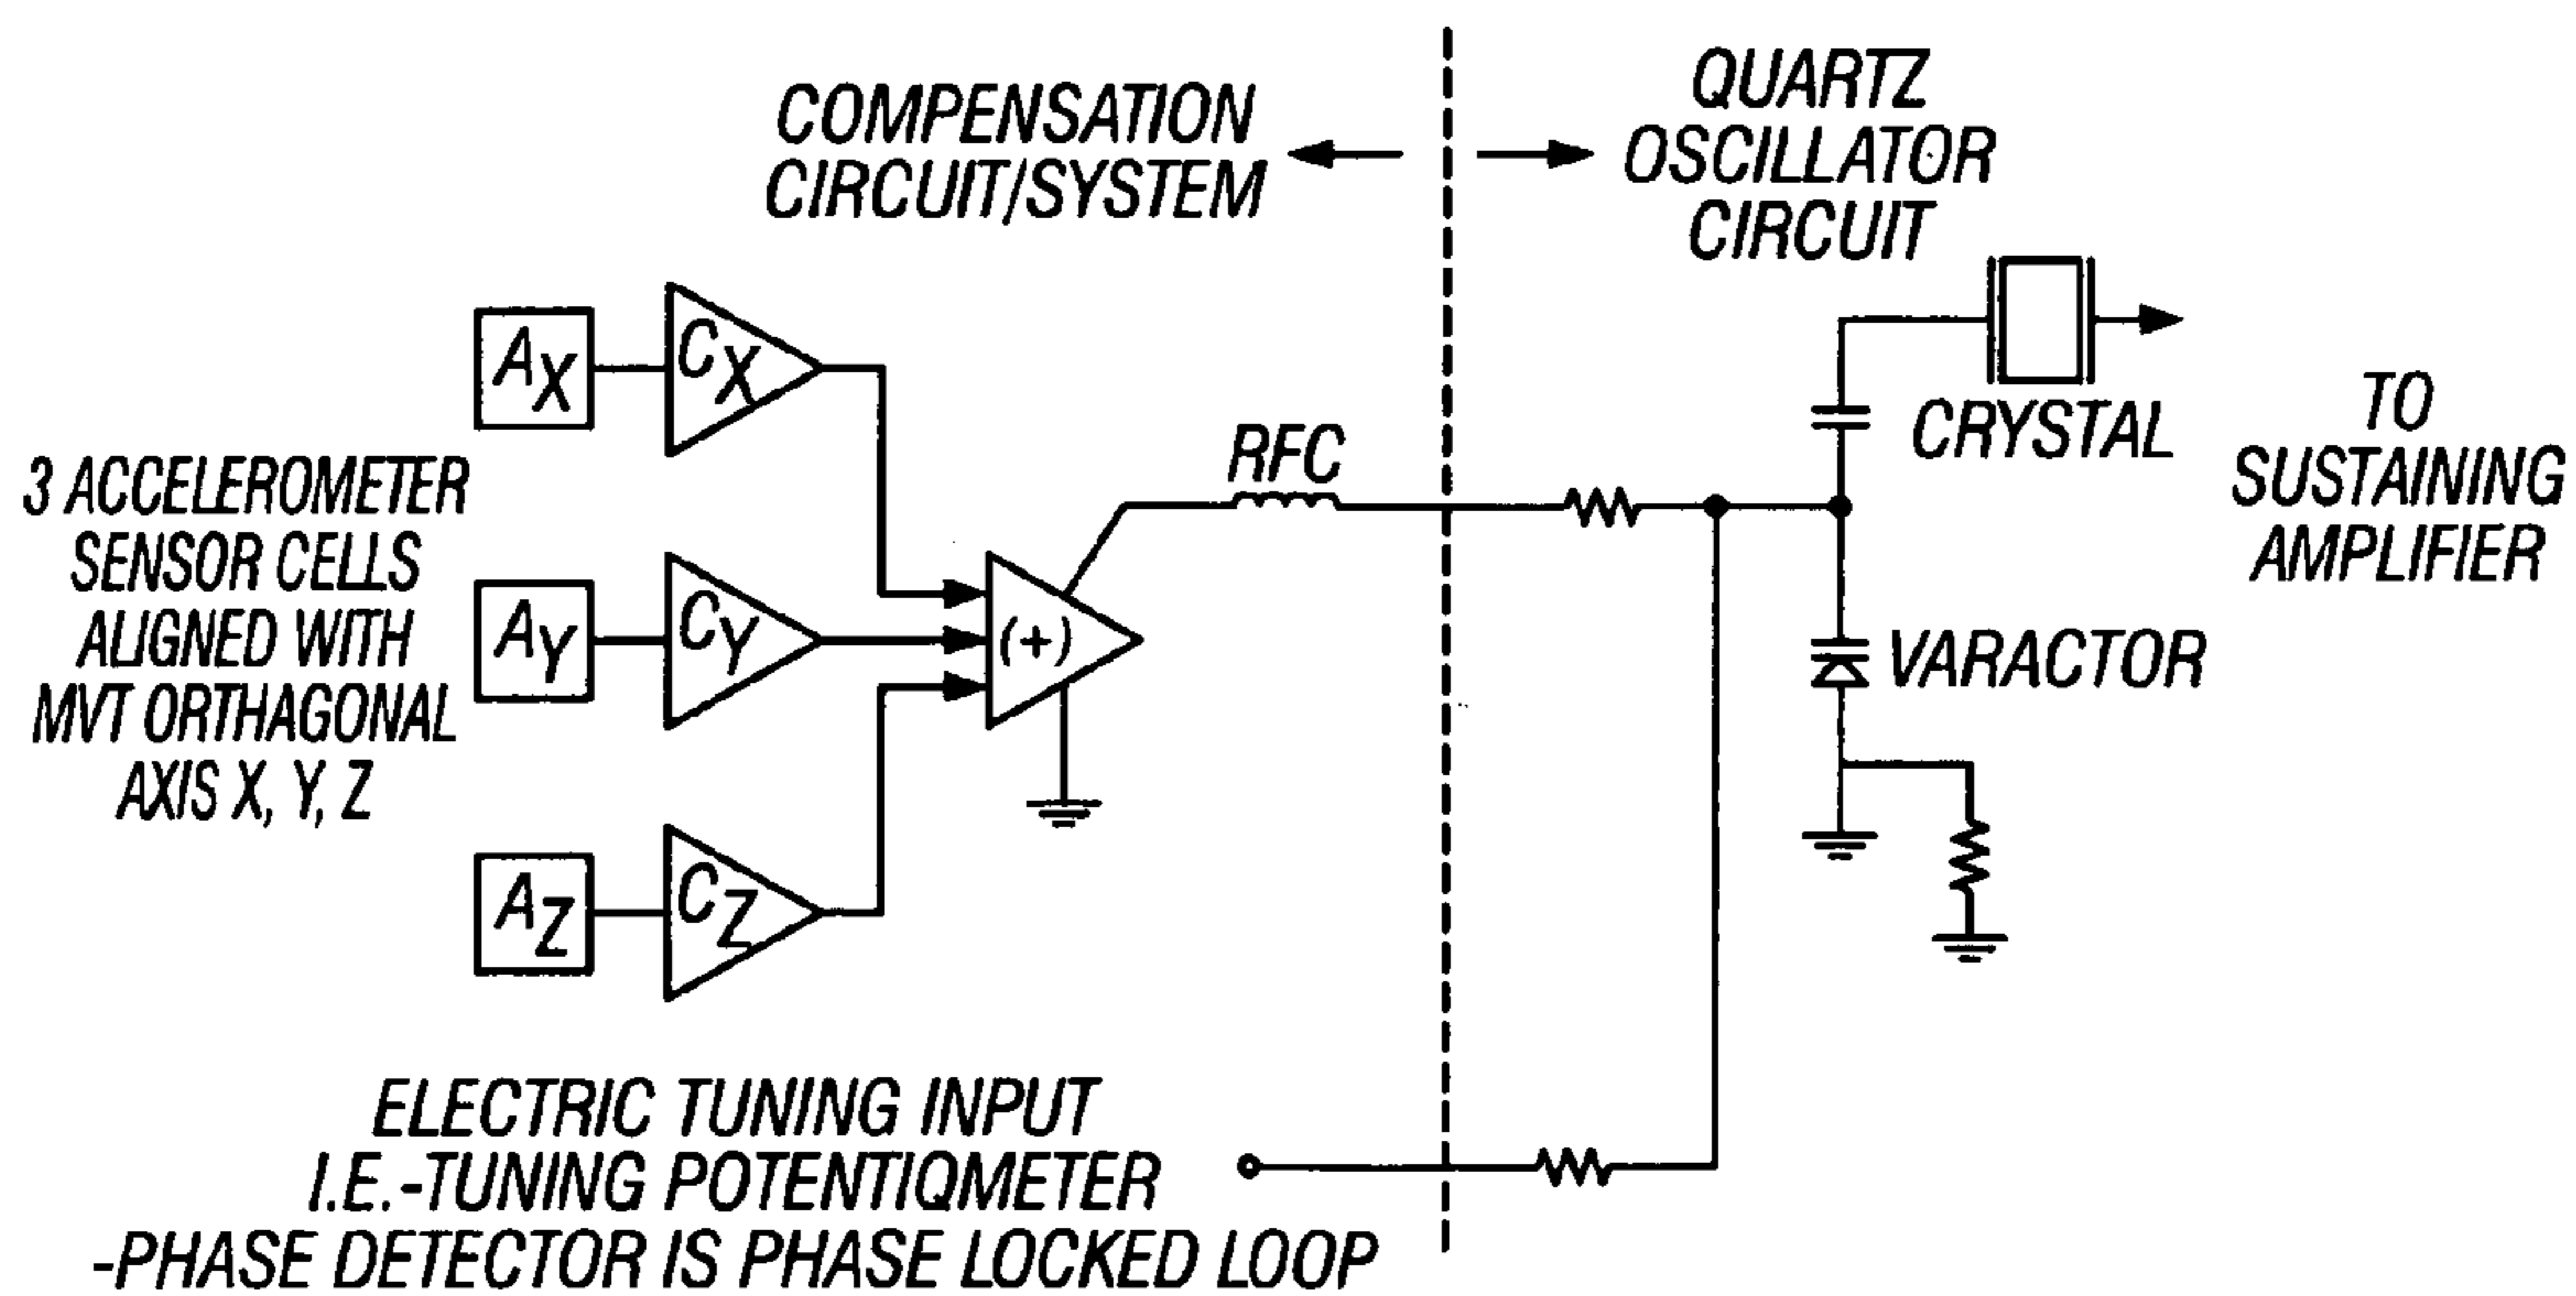 COMPENSATION
CIRCUIT/SYSTEM
QUARTZ
OSCILLATOR
CIRCUIT
AX
CX
3 ACCELEROMETER
SENSOR CELLS
ALIGNED WITH
MVT ORTHAGONAL
AXIS X, Y, Z
AY
CY
(+)
RFC
CRYSTAL
TO
SUSTAINING
AMPLIFIER
VARACTOR
AZ
CZ
ELECTRIC TUNING INPUT
I.E.-TUNING POTENTIQMETER
-PHASE DETECTOR IS PHASE LOCKED LOOP